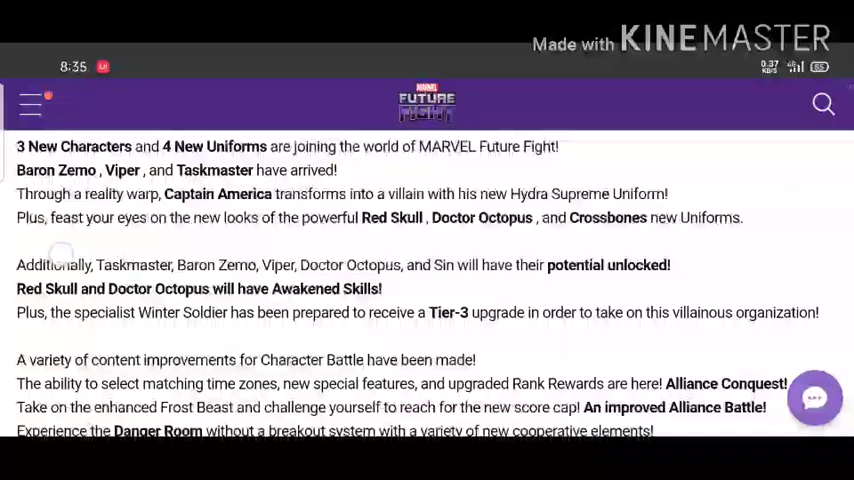 Made with KINEMASTER
8:35
0.37
KB/S
4G
55
MARVEL
FUTURE
FIGHT
3 New Characters and 4 New Uniforms are joining the world of MARVEL Future Fight!
Baron Zemo , Viper , and Taskmaster have arrived!
Through a reality warp, Captain America transforms into a villain with his new Hydra Supreme Uniform!
Plus, feast your eyes on the new looks of the powerful Red Skull , Doctor Octopus , and Crossbones new Uniforms.
Additionally, Taskmaster, Baron Zemo, Viper, Doctor Octopus, and Sin will have their potential unlocked!
Red Skull and Doctor Octopus will have Awakened Skills!
Plus, the specialist Winter Soldier has been prepared to receive a Tier-3 upgrade in order to take on this villainous organization!
A variety of content improvements for Character Battle have been made!
The ability to select matching time zones, new special features, and upgraded Rank Rewards are here! Alliance Conquest!
Take on the enhanced Frost Beast and challenge yourself to reach for the new score cap! An improved Alliance Battle!
Experience the Danger Room without a breakout system with a variety of new cooperative elements!